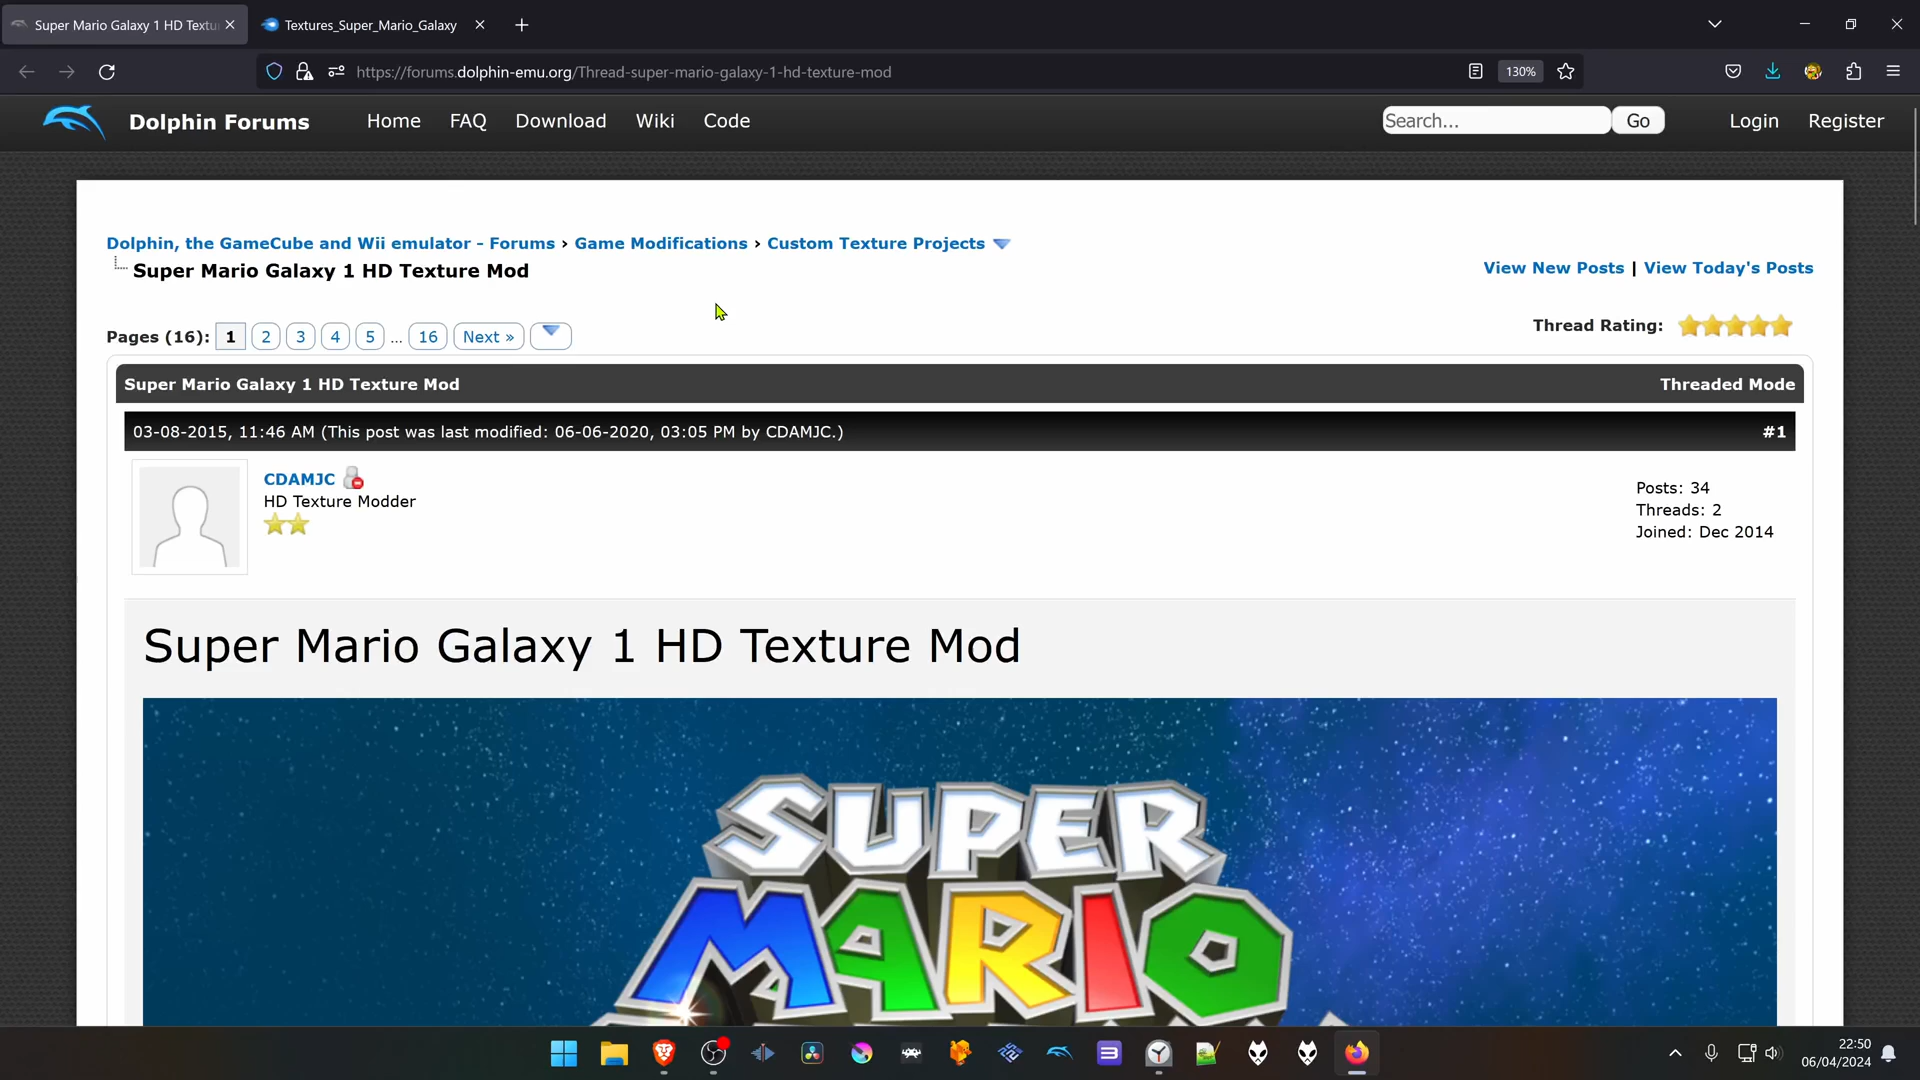 Super Mario Galaxy 1 HD Textu
Textures_Super_Mario_Galaxy
https://forums.dolphin-emu.org/Thread-super-mario-galaxy-1-hd-texture-mod
130%
Dolphin Forums
Home
FAQ
Download
Wiki
Code
Search...
Go
Login
Register
Dolphin, the GameCube and Wii emulator - Forums › Game Modifications › Custom Texture Projects
Super Mario Galaxy 1 HD Texture Mod
View New Posts | View Today's Posts
Pages (16): 1 2 3 4 5 ... 16 Next »
Thread Rating:
Super Mario Galaxy 1 HD Texture Mod
Threaded Mode
03-08-2015, 11:46 AM (This post was last modified: 06-06-2020, 03:05 PM by CDAMJC.)
#1
CDAMJC
HD Texture Modder
Posts: 34
Threads: 2
Joined: Dec 2014
Super Mario Galaxy 1 HD Texture Mod
SUPER
MARIO
22:50
06/04/2024